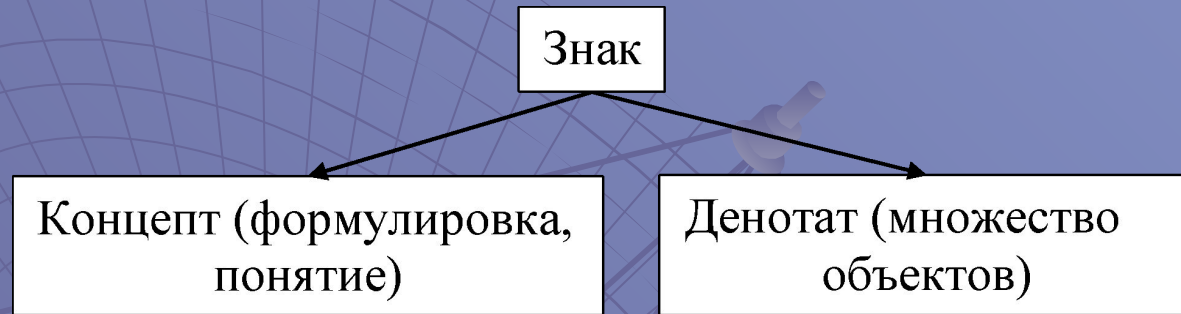 Знак
Концепт (формулировка,
понятие)
Денотат (множество
объектов)